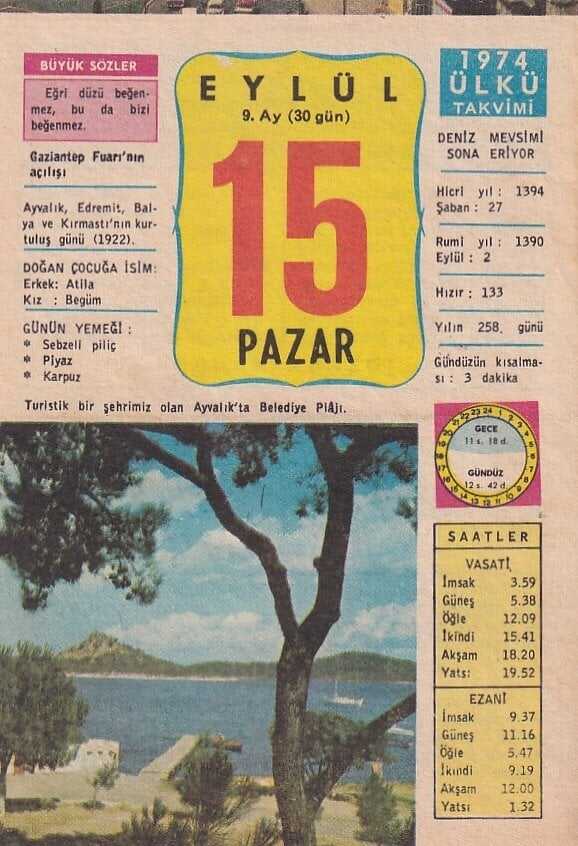 BÜYÜK SÖZLER
Eğri düzü beğen-
mez, bu da bizi
beğenmez.
Gaziantep Fuarı'nın
açılışı
Ayvalık, Edremit, Bal-
ya ve Kırmastı'nın kur-
tuluş günü (1922).
DOĞAN ÇOCUĞA İSİM:
Erkek: Atila
Kız : Begüm
GÜNÜN YEMEĞİ :
* Sebzeli piliç
* Piyaz
* Karpuz
EYLÜL
9. Ay (30 gün)
15
PAZAR
1974
ÜLKÜ
TAKVİMİ
DENİZ MEVSİMİ
SONA ERİYOR
Hicri yıl : 1394
Şaban : 27
Rumi yıl : 1390
Eylül : 2
Hızır : 133
Yılın 258. günü
Gündüzün kısalma-
sı : 3 dakika
Turistik bir şehrimiz olan Ayvalık'ta Belediye Plâjı.
GECE
11 s. 18 d.
GÜNDÜZ
12 s. 42 d.
SAATLER
VASATİ
İmsak 3.59
Güneş 5.38
Öğle 12.09
İkindi 15.41
Akşam 18.20
Yatsı 19.52
EZANİ
İmsak 9.37
Güneş 11.16
Öğle 5.47
İkindi 9.19
Akşam 12.00
Yatsı 1.32